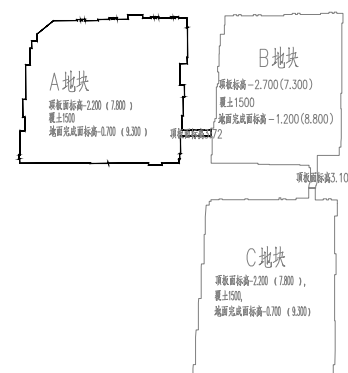 A地块
顶板面标高-2.200（7.800）
覆土1500
地面完成面标高-0.700（9.300）
B地块
顶板标高-2.700(7.300)
覆土1500
地面完成面标高-1.200(8.800)
顶板面标高3.10
C地块
顶板面标高-2.200（7.800），
覆土1500,
地面完成面标高-0.700（9.300）